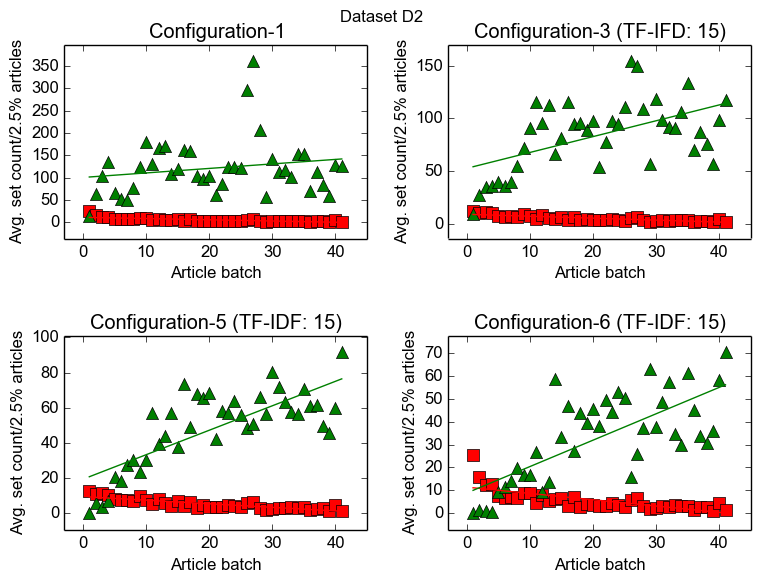 Dataset D2
Configuration-1
Avg. set count/2.5% articles
350
300
250
200
150
100
50
0
0 10 20 30 40
Article batch
Configuration-3 (TF-IFD: 15)
Avg. set count/2.5% articles
150
100
50
0
0 10 20 30 40
Article batch
Configuration-5 (TF-IDF: 15)
Avg. set count/2.5% articles
100
80
60
40
20
0
0 10 20 30 40
Article batch
Configuration-6 (TF-IDF: 15)
Avg. set count/2.5% articles
70
60
50
40
30
20
10
0
0 10 20 30 40
Article batch